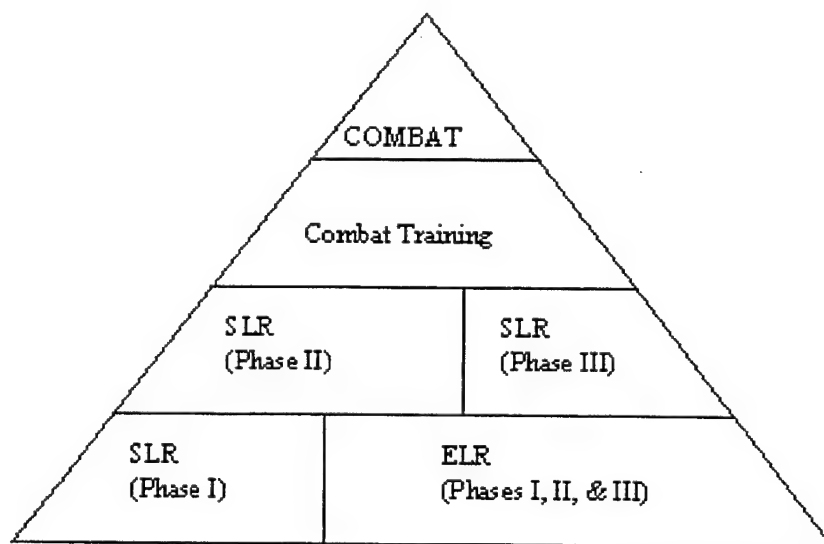 COMBAT
Combat Training
SLR
(Phase II)
SLR
(Phase III)
SLR
(Phase I)
ELR
(Phases I, II, & III)